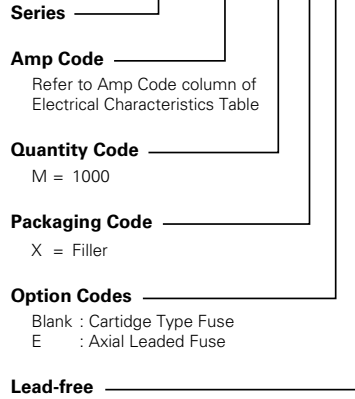 Series
Amp Code
Refer to Amp Code column of
Electrical Characteristics Table
Quantity Code
M = 1000
Packaging Code
X = Filler
Option Codes
Blank : Cartidge Type Fuse
E : Axial Leaded Fuse
Lead-free